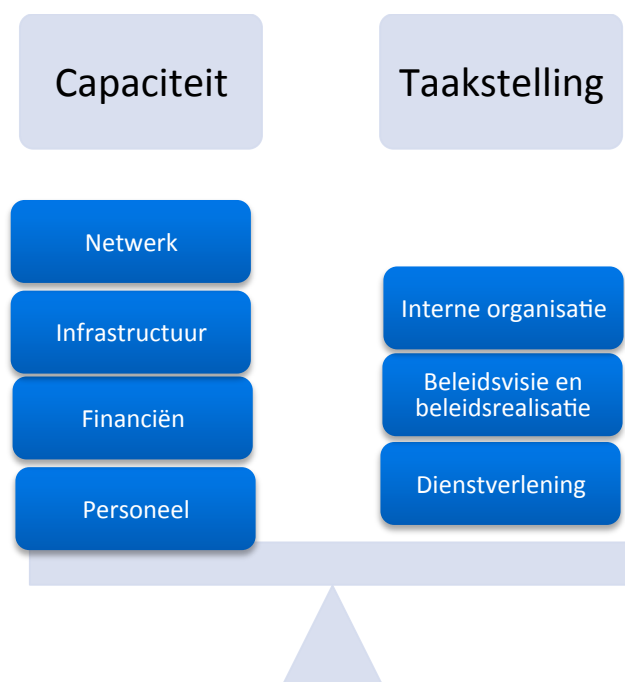 Capaciteit
Taakstelling
Netwerk
Infrastructuur
Financiën
Personeel
Interne organisatie
Beleidsvisie en
beleidsrealisatie
Dienstverlening